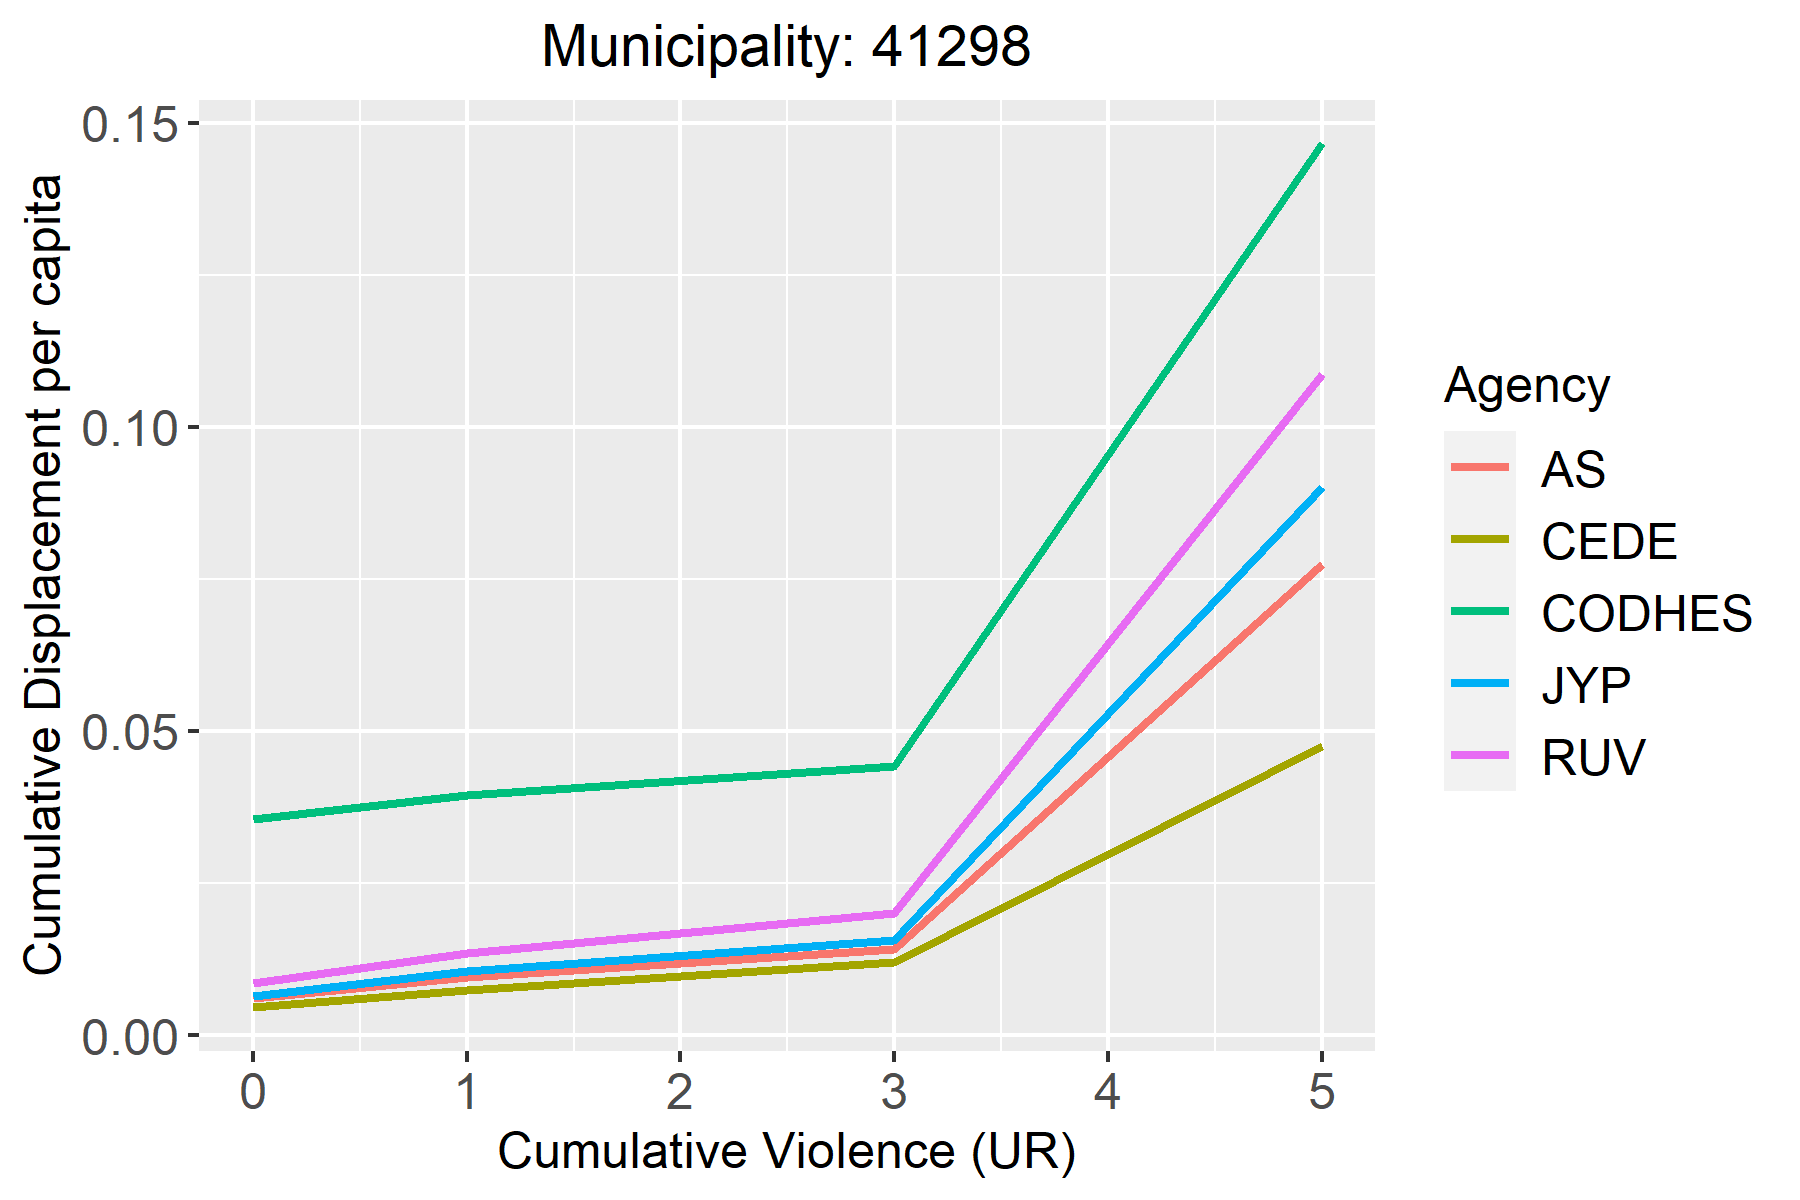 Municipality: 41298
Cumulative Displacement per capita
0.15
0.10
0.05
0.00
0 1 2 3 4 5
Cumulative Violence (UR)
Agency
AS
CEDE
CODHES
JYP
RUV